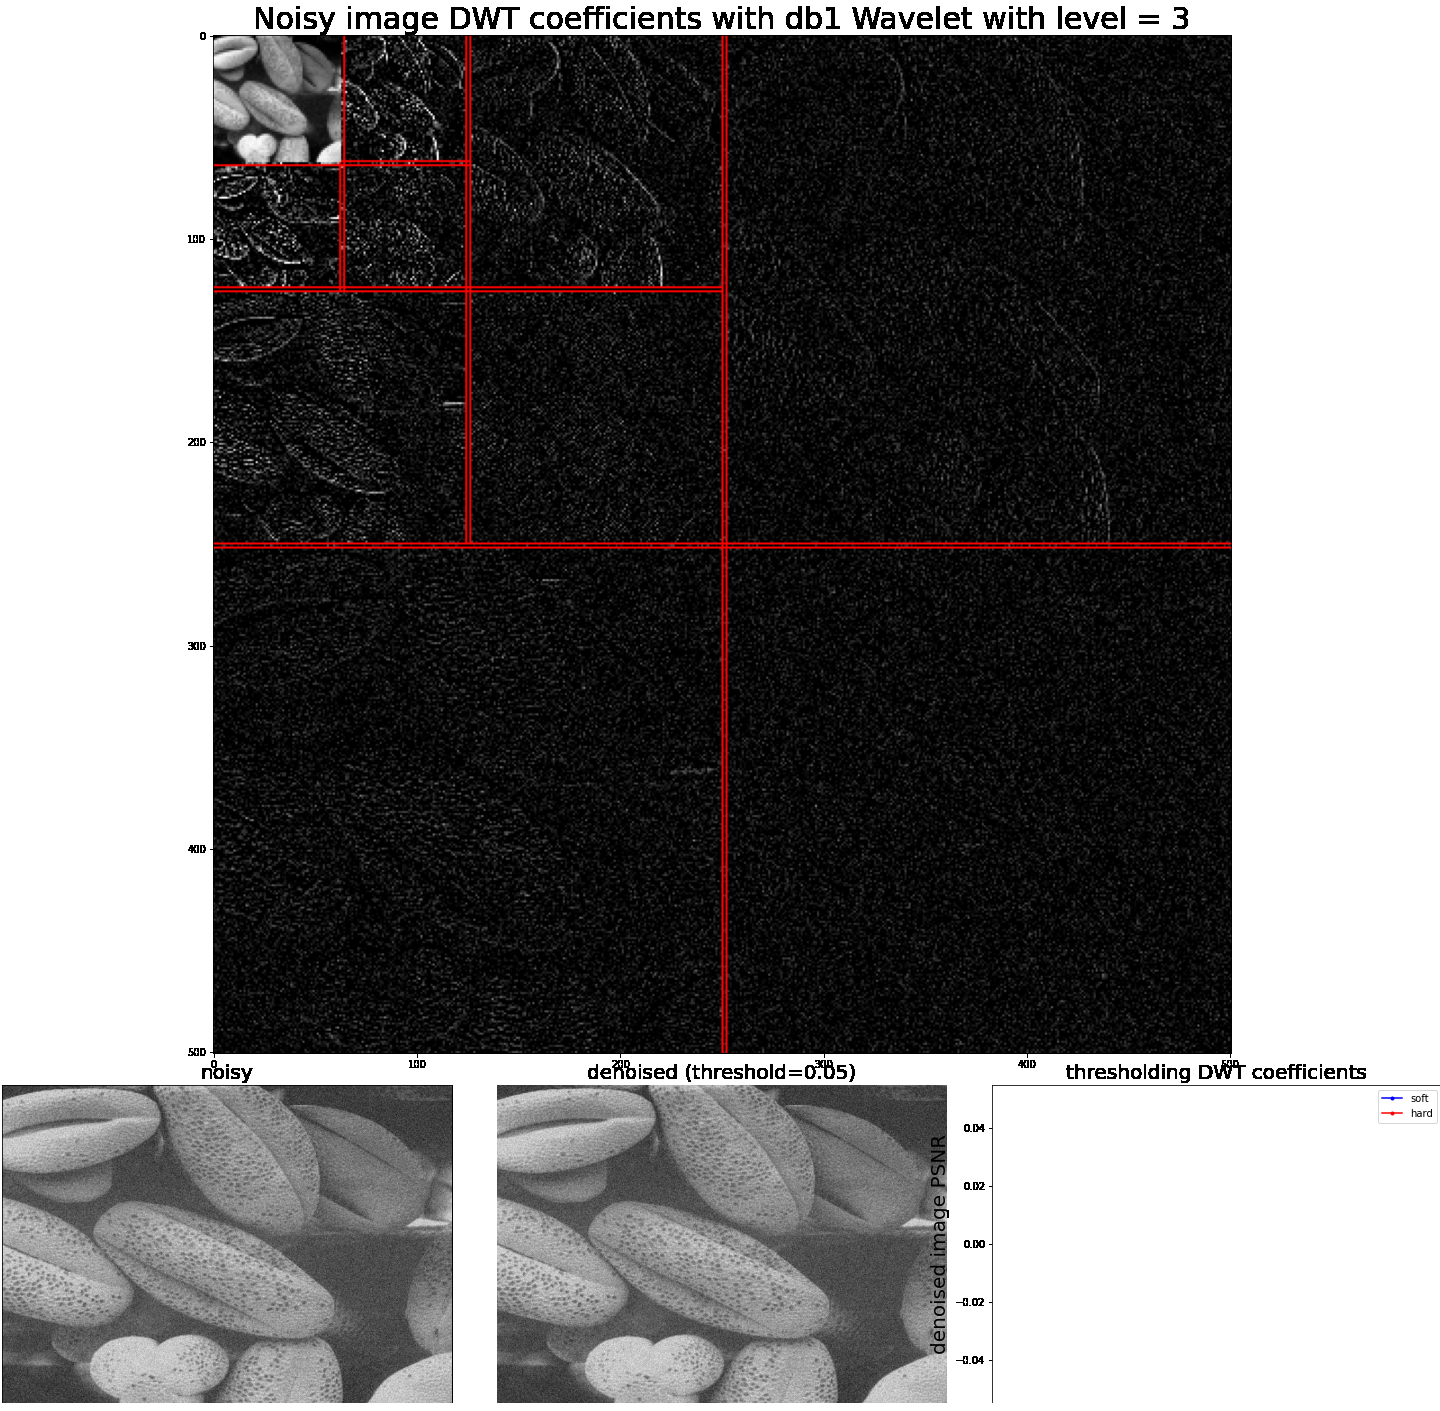 Noisy image DWT coefficients with db1 Wavelet with level = 3
0
100
200
300
400
500
0 100 200 300 400 500
noisy
denoised (threshold=0.05)
thresholding DWT coefficients
soft
hard
denoised image PSNR
0.04
0.02
0.00
−0.02
−0.04